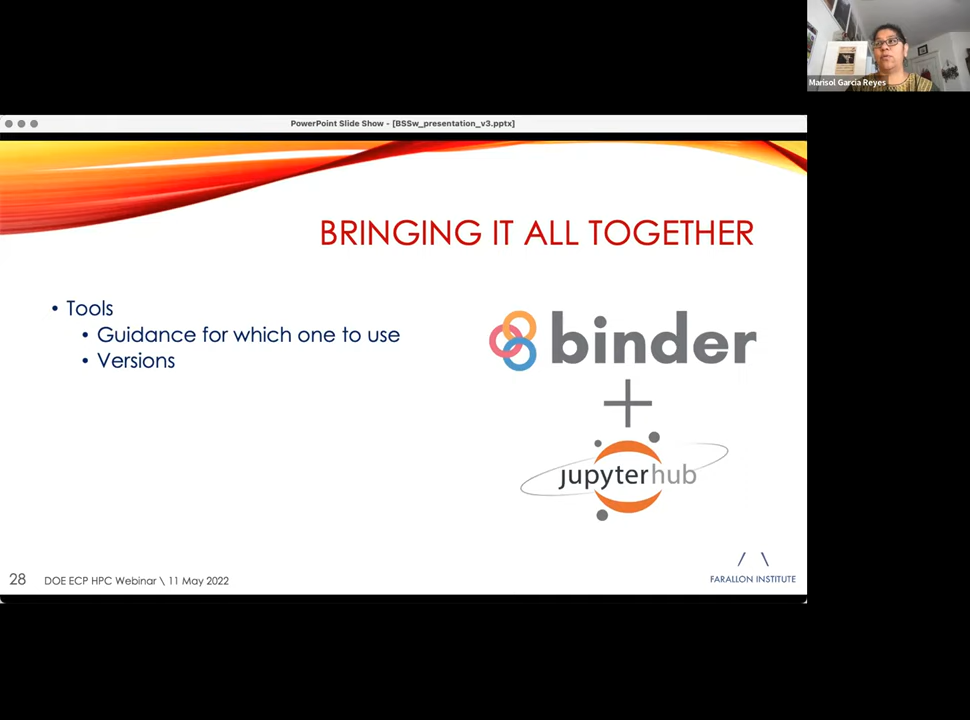 Marisol García Reyes
PowerPoint Slide Show - [BSSw_presentation_v3.pptx]
BRINGING IT ALL TOGETHER
• Tools
• Guidance for which one to use
• Versions
binder
+
jupyterhub
28 DOE ECP HPC Webinar \ 11 May 2022
FARALLON INSTITUTE